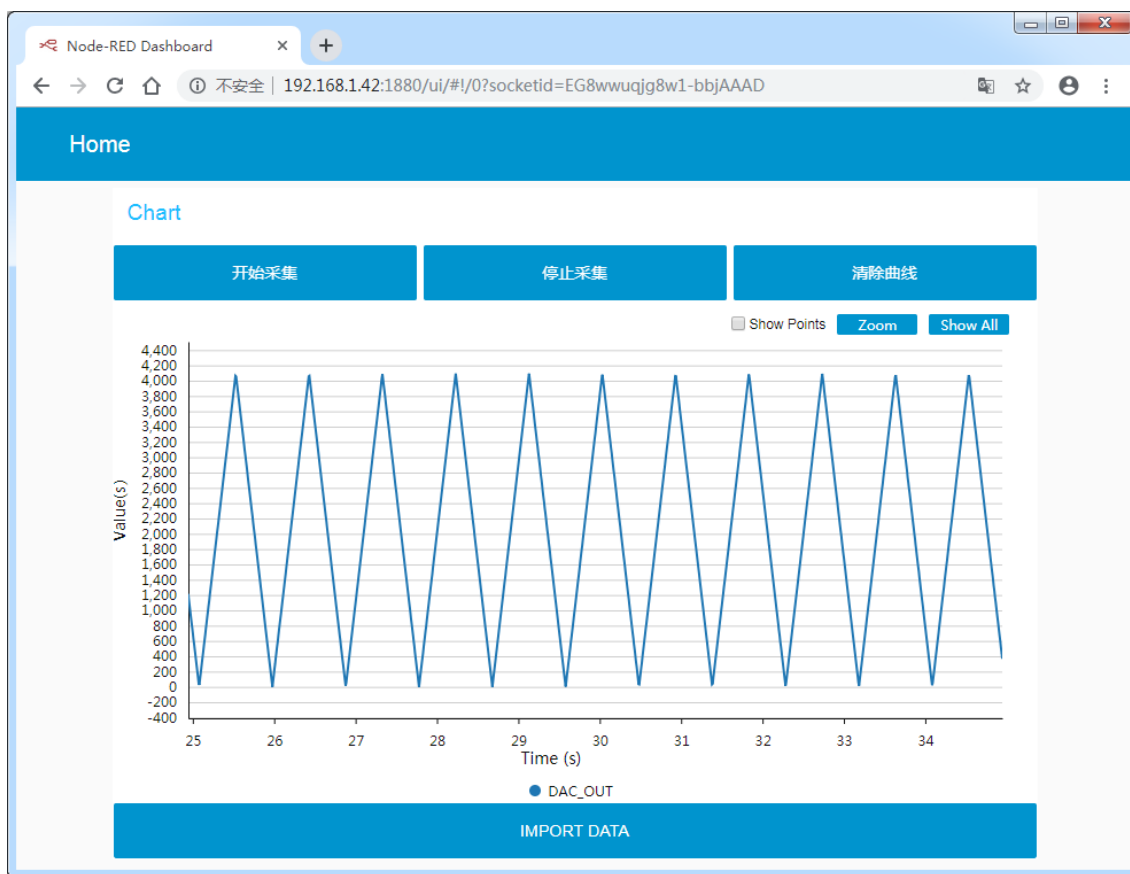 Node-RED Dashboard
不安全 192.168.1.42:1880/ui/#!/0?socketid=EG8wwuqjg8w1-bbjAAAD
Home
Chart
开始采集 停止采集 清除曲线
Show Points Zoom Show All
4,400
4,200
4,000
3,800
3,600
3,400
3,200
3,000
2,800
2,600
2,400
2,200
2,000
1,800
1,600
1,400
1,200
1,000
800
600
400
200
0
-200
-400
Value(s)
25 26 27 28 29 30 31 32 33 34
Time (s)
DAC_OUT
IMPORT DATA